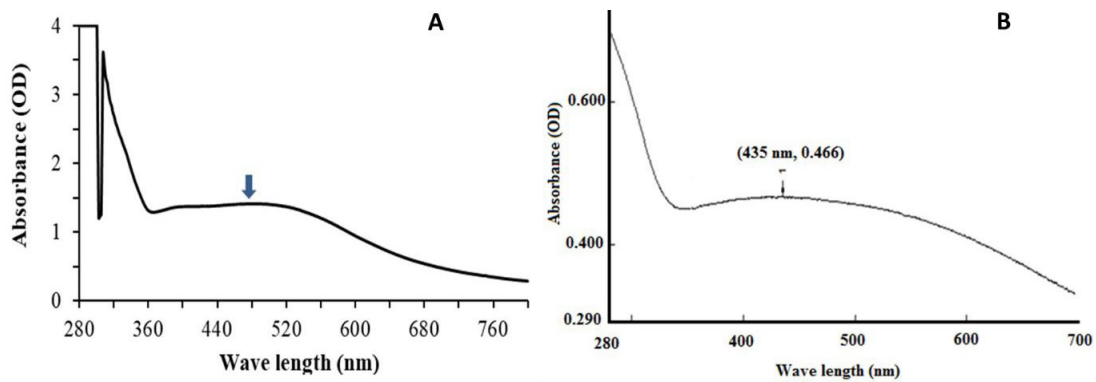 A
4
3
2
1
0
Absorbance (OD)
280 360 440 520 600 680 760
Wave length (nm)
B
0.600
0.400
0.290
Absorbance (OD)
(435 nm, 0.466)
1
280 400 500 600 700
Wave length (nm)